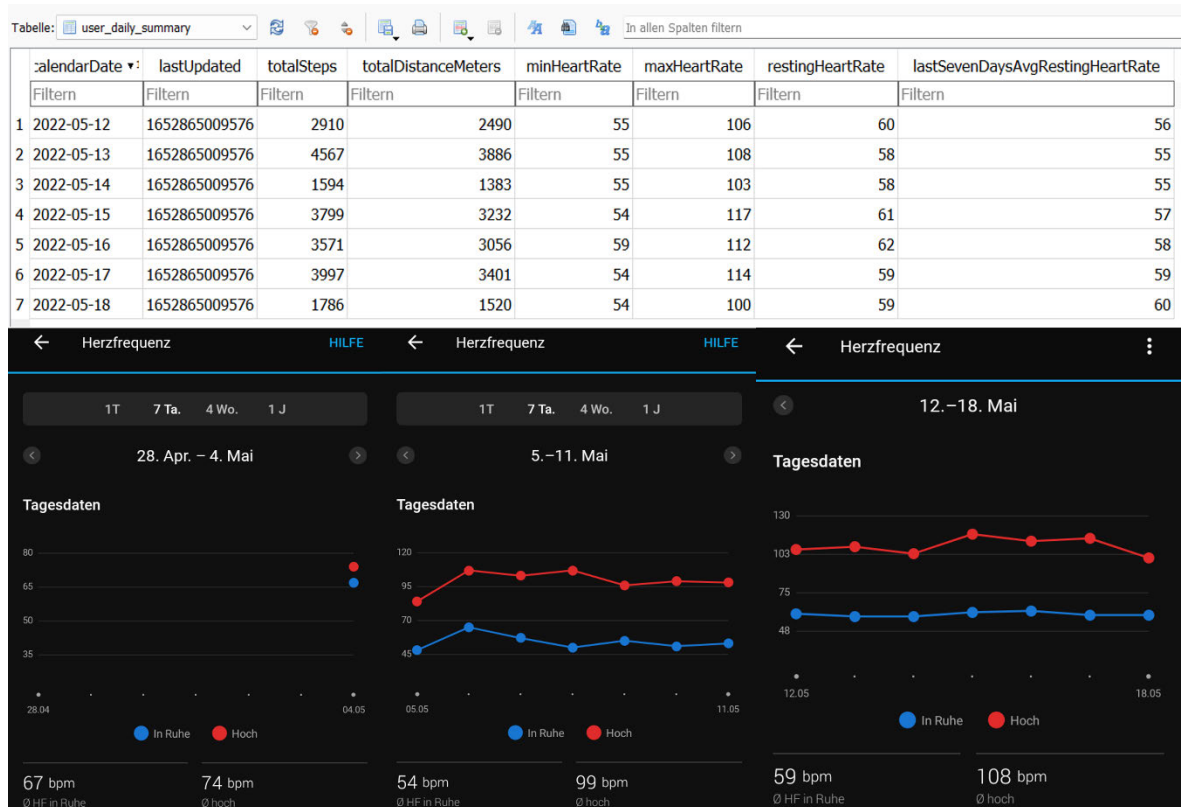 Tabelle: user_daily_summary In allen Spalten filtern
:alendarDate lastUpdated totalSteps totalDistanceMeters minHeartRate maxHeartRate restingHeartRate lastSevenDaysAvgRestingHeartRate
Filtern Filtern Filtern Filtern Filtern Filtern Filtern Filtern
1 2022-05-12 1652865009576 2910 2490 55 106 60 56
2 2022-05-13 1652865009576 4567 3886 55 108 58 55
3 2022-05-14 1652865009576 1594 1383 55 103 58 55
4 2022-05-15 1652865009576 3799 3232 54 117 61 57
5 2022-05-16 1652865009576 3571 3056 59 112 62 58
6 2022-05-17 1652865009576 3997 3401 54 114 59 59
7 2022-05-18 1652865009576 1786 1520 54 100 59 60
Herzfrequenz HILFE
1T 7 Ta. 4 Wo. 1 J
28. Apr. – 4. Mai
Tagesdaten
80
65
50
35
28.04 04.05
In Ruhe Hoch
67 bpm 74 bpm
Ø HF in Ruhe Ø hoch
Herzfrequenz HILFE
1T 7 Ta. 4 Wo. 1 J
5.–11. Mai
Tagesdaten
120
95
70
45
05.05 11.05
In Ruhe Hoch
54 bpm 99 bpm
Ø HF in Ruhe Ø hoch
Herzfrequenz
12.–18. Mai
Tagesdaten
130
103
75
48
12.05 18.05
In Ruhe Hoch
59 bpm 108 bpm
Ø HF in Ruhe Ø hoch